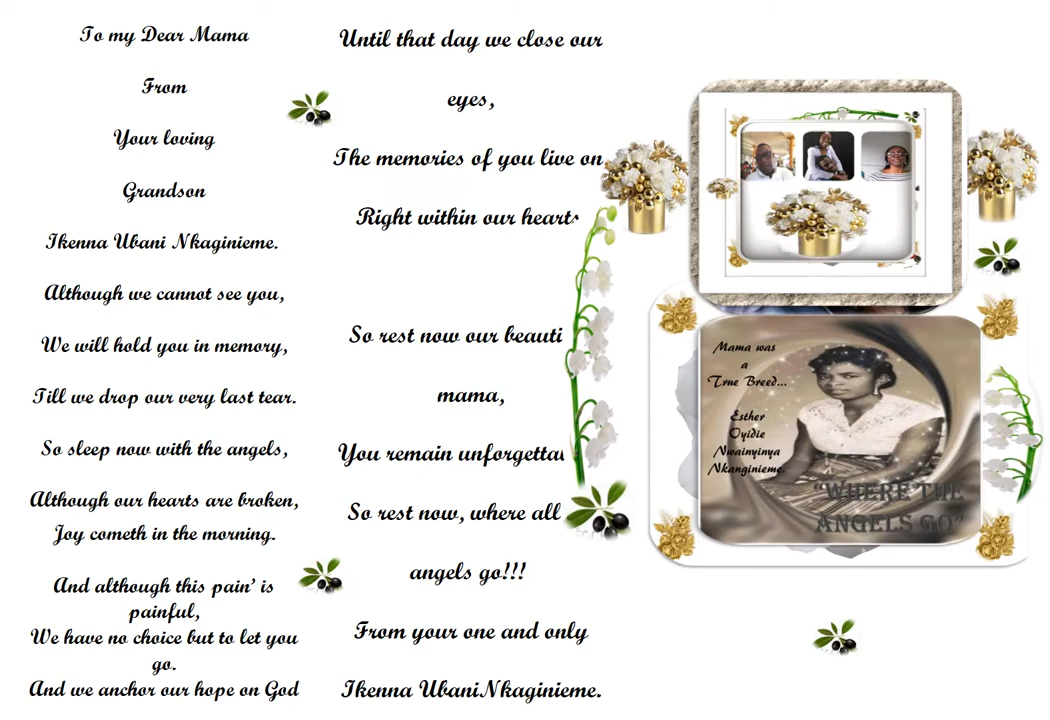 To my Dear Mama
From
Your loving
Grandson
Ikenna Ubani Nkaginieme.
Although we cannot see you,
We will hold you in memory,
Till we drop our very last tear.
So sleep now with the angels,
Although our hearts are broken,
Joy cometh in the morning.
And although this pain' is
painful,
We have no choice but to let you
go.
And we anchor our hope on God
Until that day we close our
eyes,
The memories of you live on,
Right within our hearts
So rest now our beauti
mama,
You remain unforgetta
So rest now, where all
angels go!!!
From your one and only
Ikenna UbaniNkaginieme.
Mama was
a
True Breed...
Esther
Oyidie
Nwainyinya
Nkanginieme.
"WHERE THE
ANGELS GO"